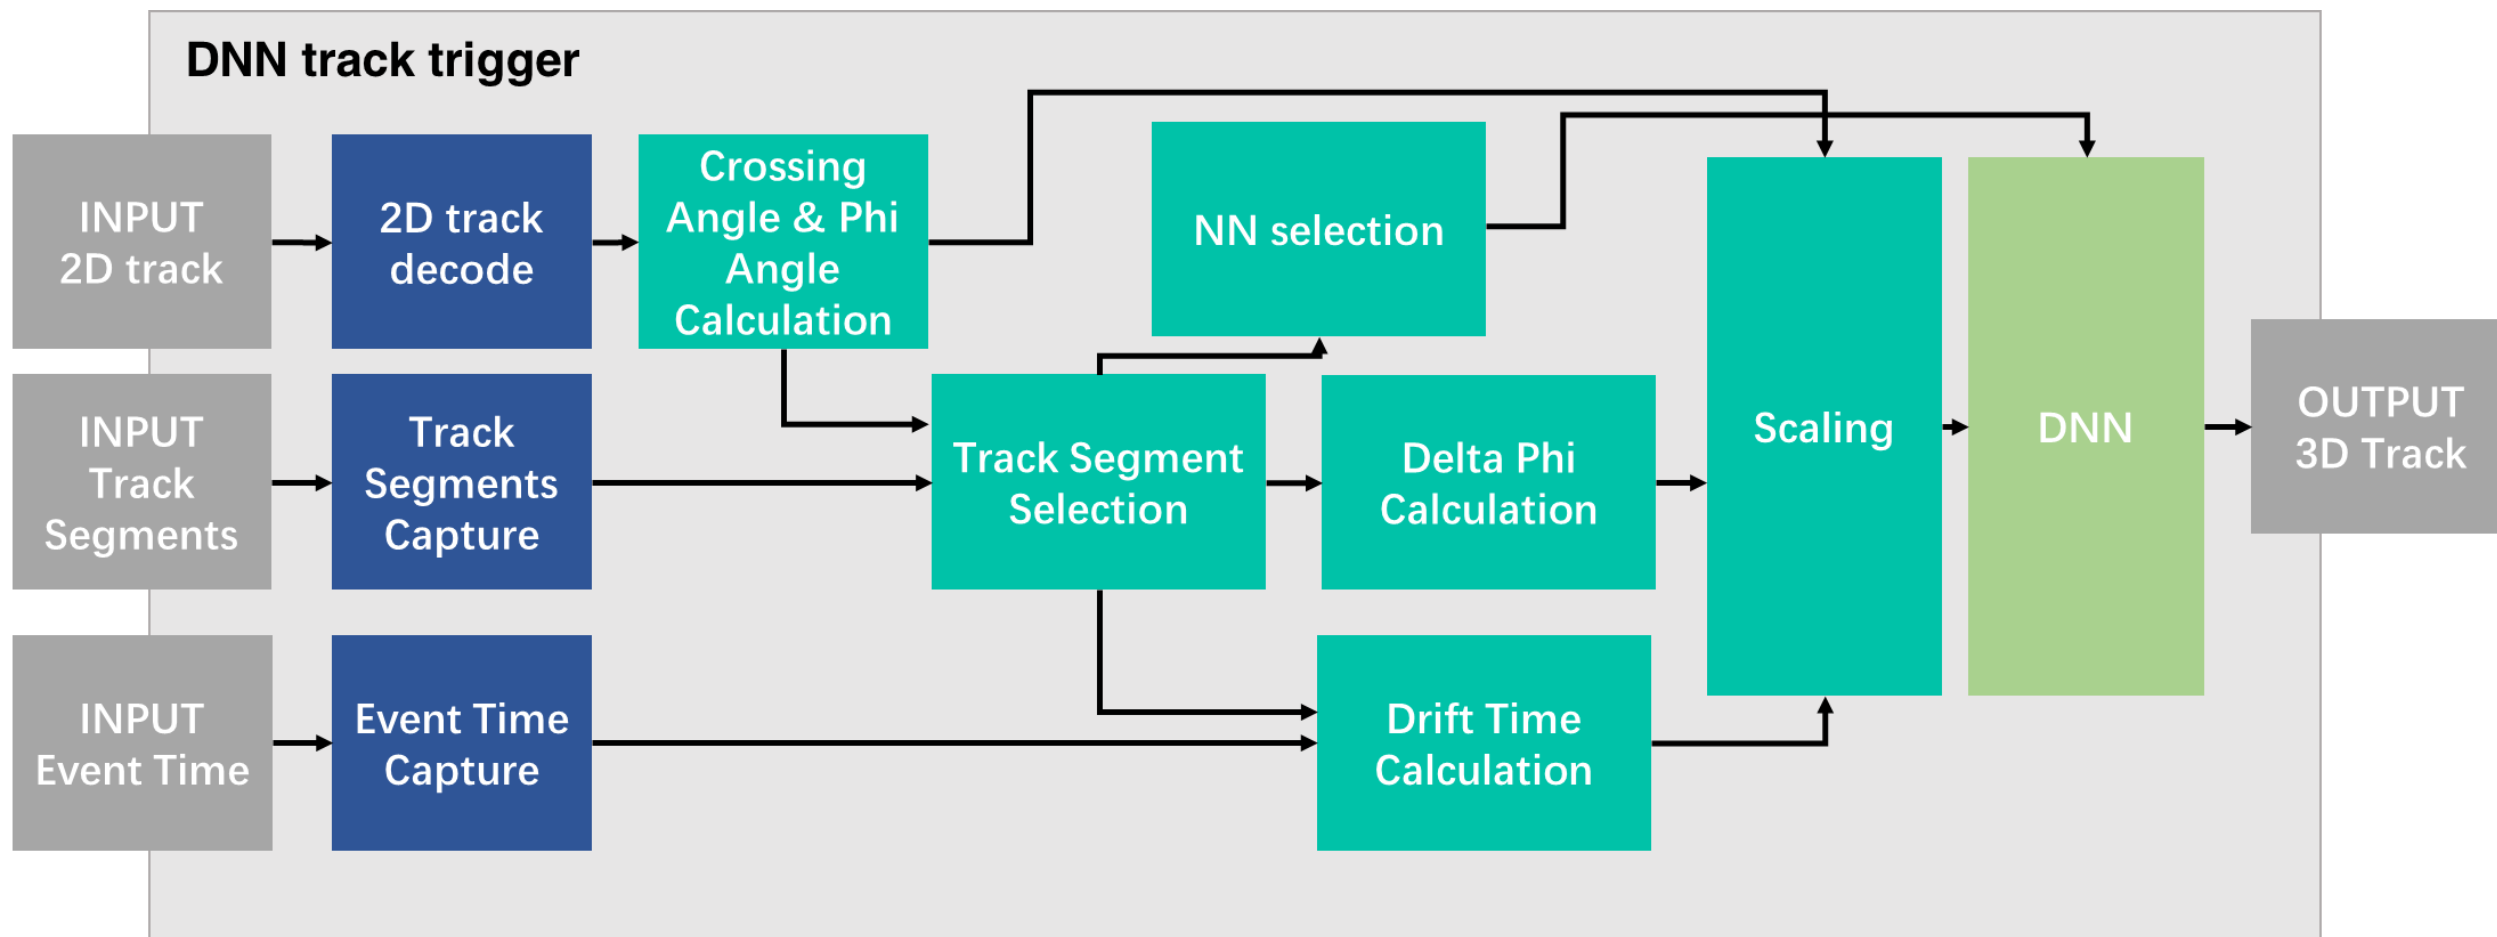 DNN track trigger
INPUT
2D track
2D track
decode
Crossing
Angle & Phi
Angle
Calculation
NN selection
INPUT
Track
Segments
Track
Segments
Capture
Track Segment
Selection
Delta Phi
Calculation
Scaling
DNN
OUTPUT
3D Track
INPUT
Event Time
Event Time
Capture
Drift Time
Calculation